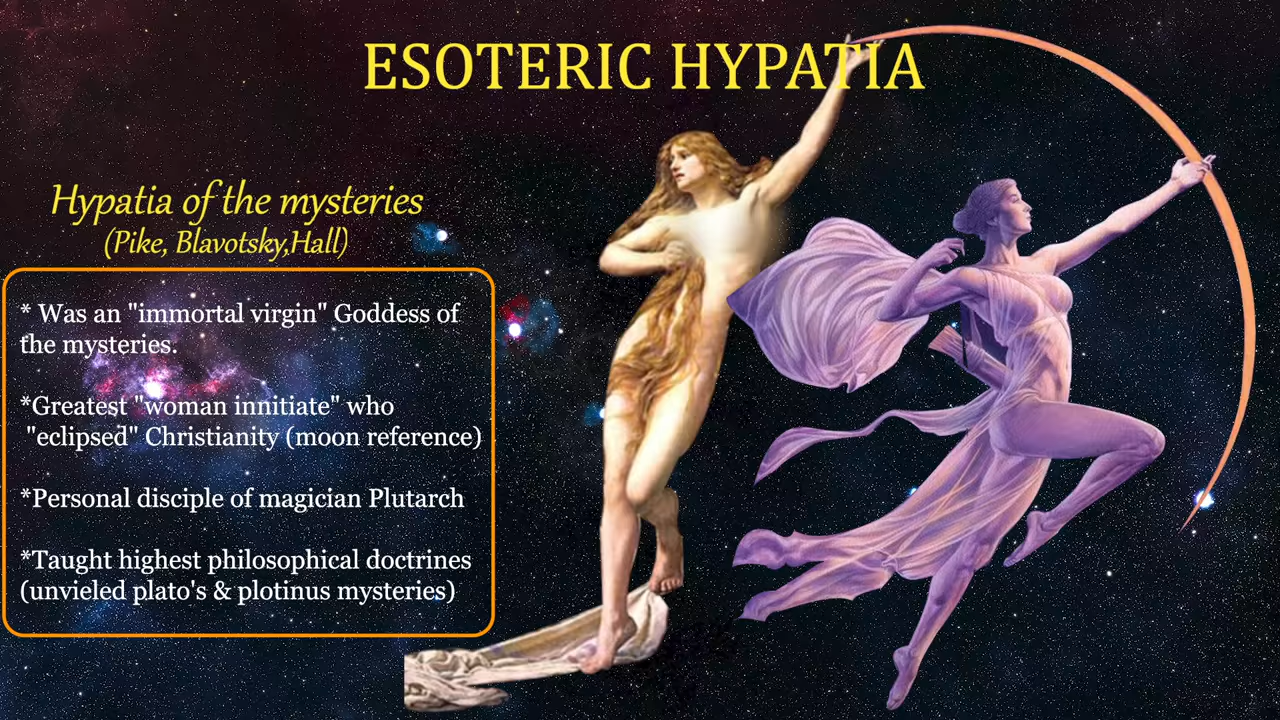 ESOTERIC HYPATIA
Hypatia of the mysteries
(Pike, Blavotsky,Hall)
* Was an "immortal virgin" Goddess of
the mysteries.
*Greatest "woman innitiate" who
"eclipsed" Christianity (moon reference)
*Personal disciple of magician Plutarch
*Taught highest philosophical doctrines
(unvieled plato's & plotinus mysteries)